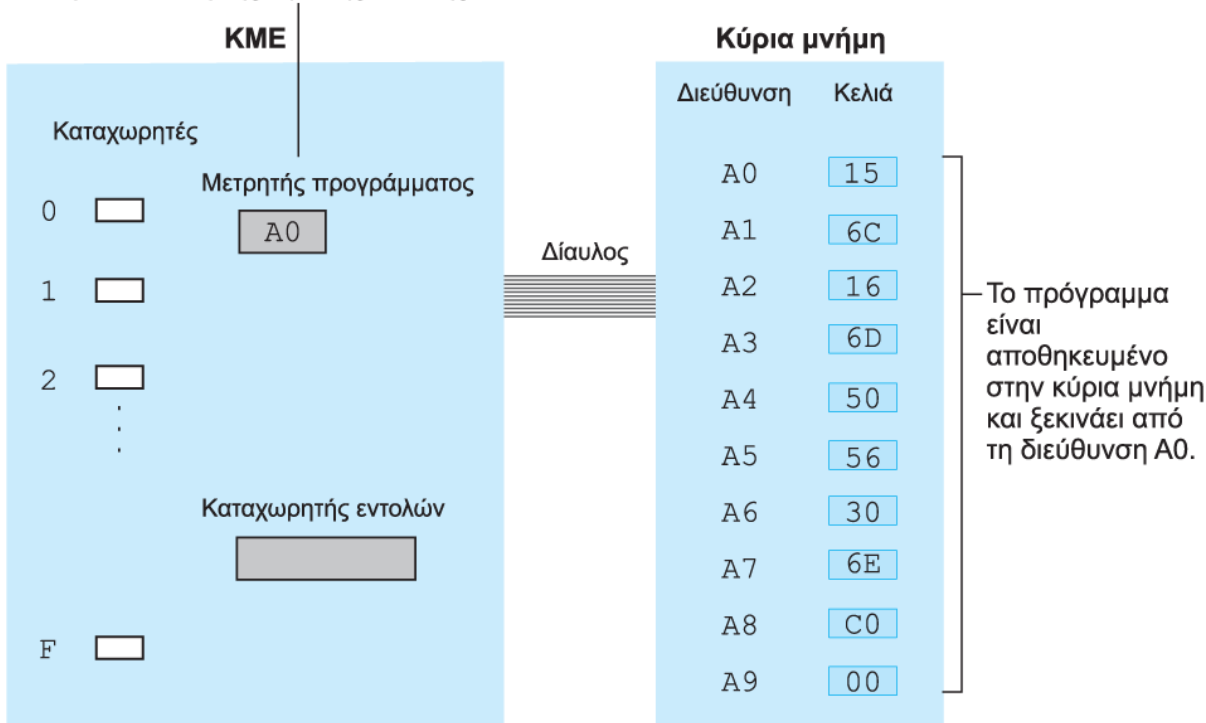 ΚΜΕ
Καταχωρητές
0
1
2
F
Μετρητής προγράμματος
A0
Καταχωρητής εντολών
Δίαυλος
Κύρια μνήμη
Διεύθυνση Κελιά
A0 15
A1 6C
A2 16
A3 6D
A4 50
A5 56
A6 30
A7 6E
A8 C0
A9 00
Το πρόγραμμα
είναι
αποθηκευμένο
στην κύρια μνήμη
και ξεκινάει από
τη διεύθυνση Α0.